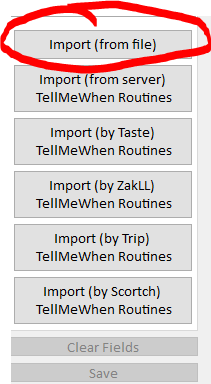 Import (from file)
Import (from server)
TellMeWhen Routines
Import (by Taste)
TellMeWhen Routines
Import (by ZakLL)
TellMeWhen Routines
Import (by Trip)
TellMeWhen Routines
Import (by Scortch)
TellMeWhen Routines
Clear Fields
Save